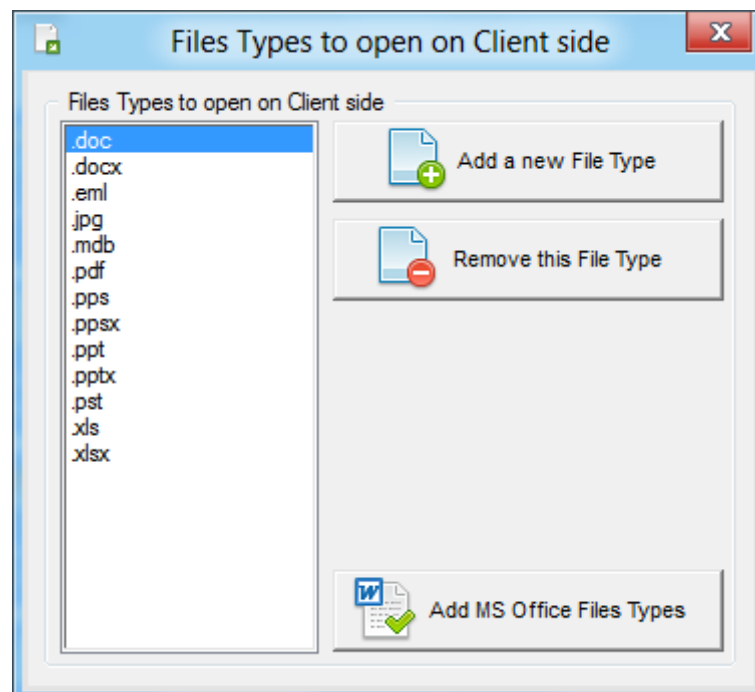 Files Types to open on Client side
Files Types to open on Client side
.doc
.docx
.eml
.jpg
.mdb
.pdf
.pps
.ppsx
.ppt
.pptx
.pst
.xls
.xlsx
Add a new File Type
Remove this File Type
Add MS Office Files Types